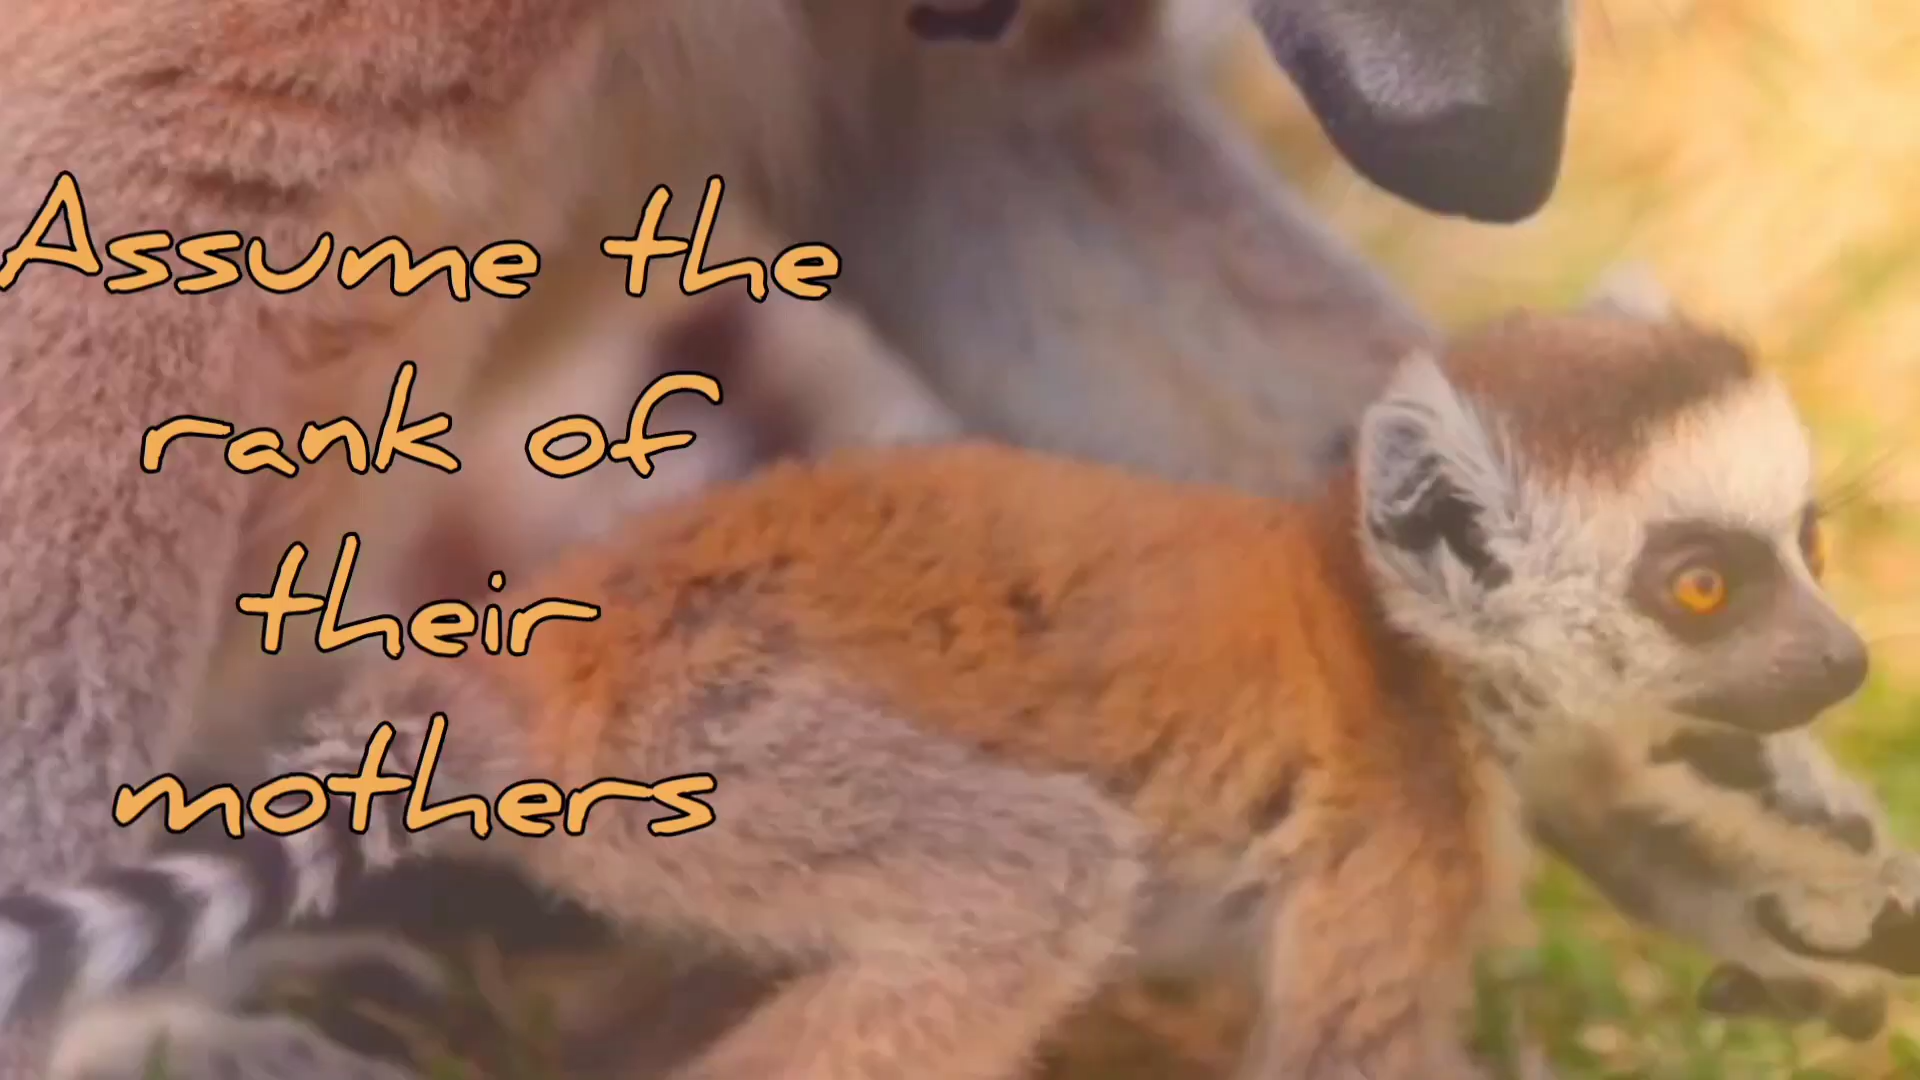 Assume the
rank of
their
mothers